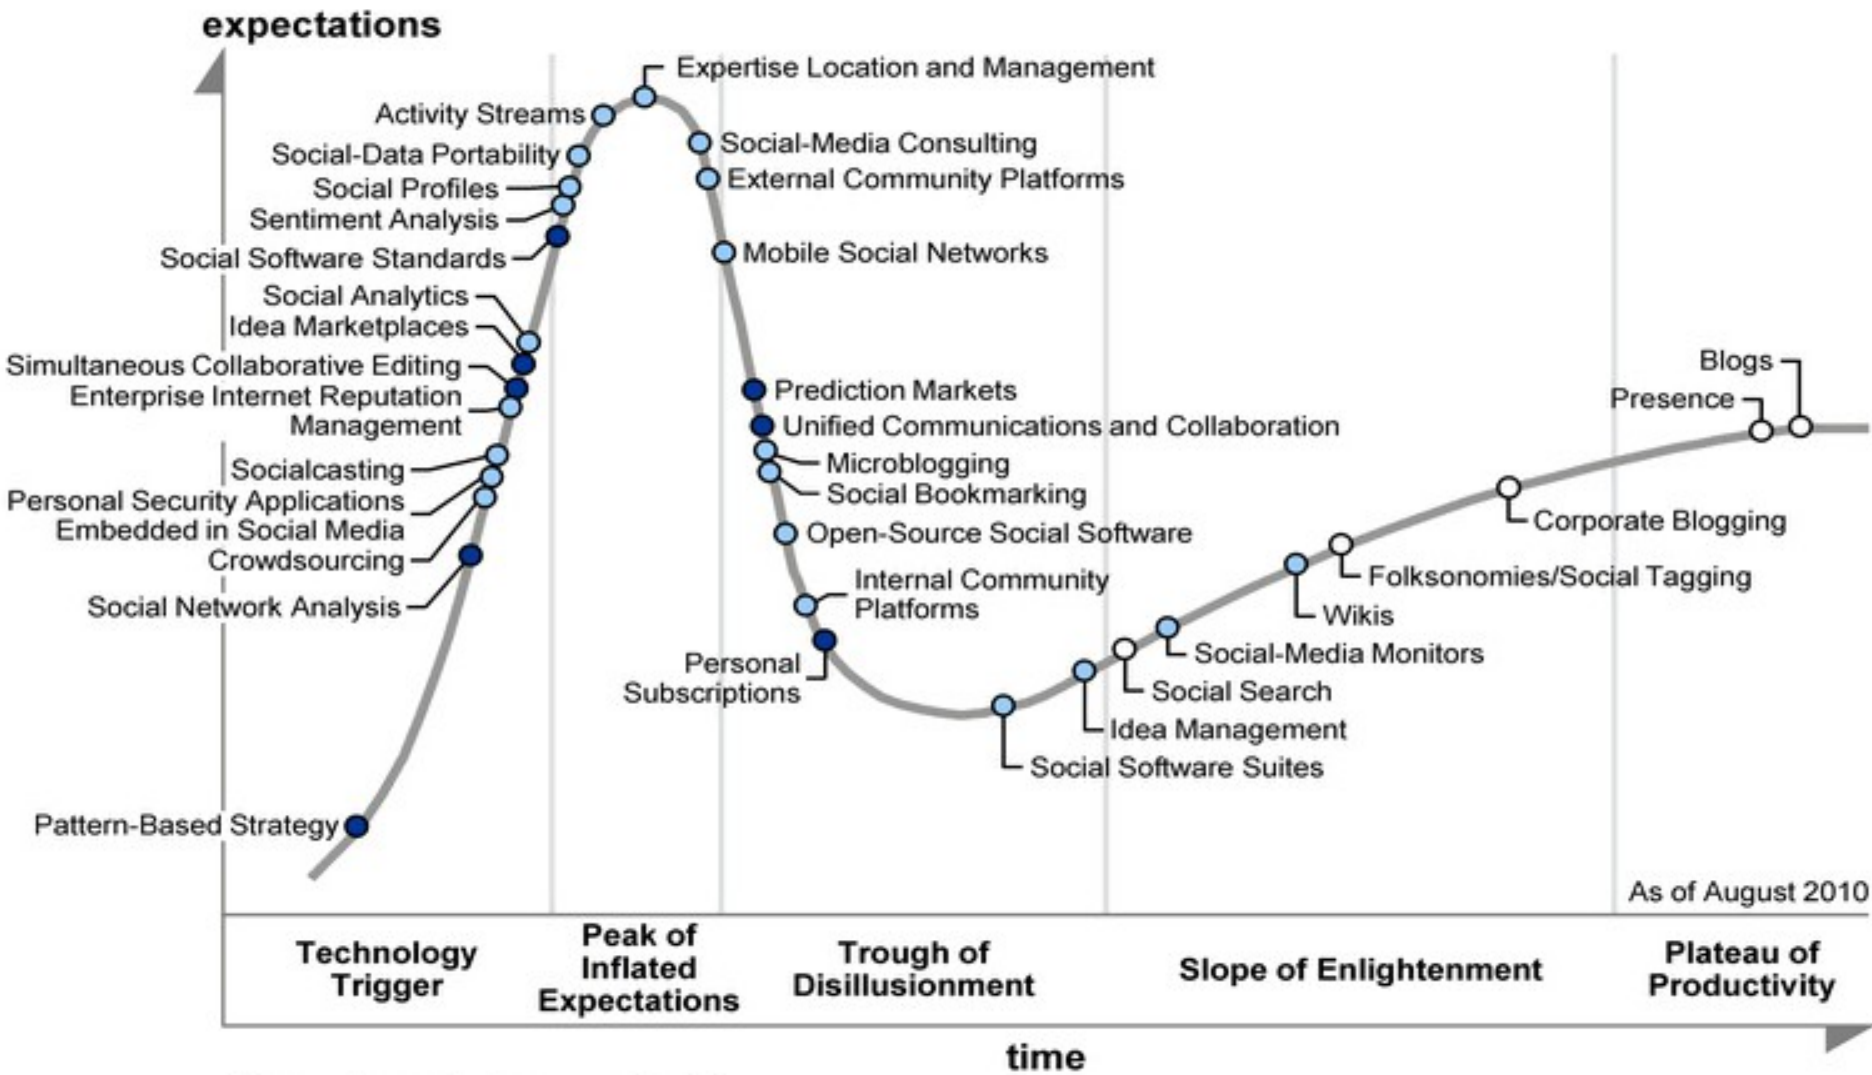 expectations
Expertise Location and Management
Activity Streams
Social-Media Consulting
Social-Data Portability
External Community Platforms
Social Profiles
Sentiment Analysis
Mobile Social Networks
Social Software Standards
Social Analytics
Idea Marketplaces
Simultaneous Collaborative Editing
Enterprise Internet Reputation
Management
Socialcasting
Personal Security Applications
Embedded in Social Media
Crowdsourcing
Social Network Analysis
Pattern-Based Strategy
Prediction Markets
Unified Communications and Collaboration
Microblogging
Social Bookmarking
Open-Source Social Software
Internal Community
Platforms
Personal
Subscriptions
Blogs
Presence
Corporate Blogging
Folksonomies/Social Tagging
Wikis
Social-Media Monitors
Social Search
Idea Management
Social Software Suites
As of August 2010
Technology
Trigger
Peak of
Inflated
Expectations
Trough of
Disillusionment
Slope of Enlightenment
Plateau of
Productivity
time